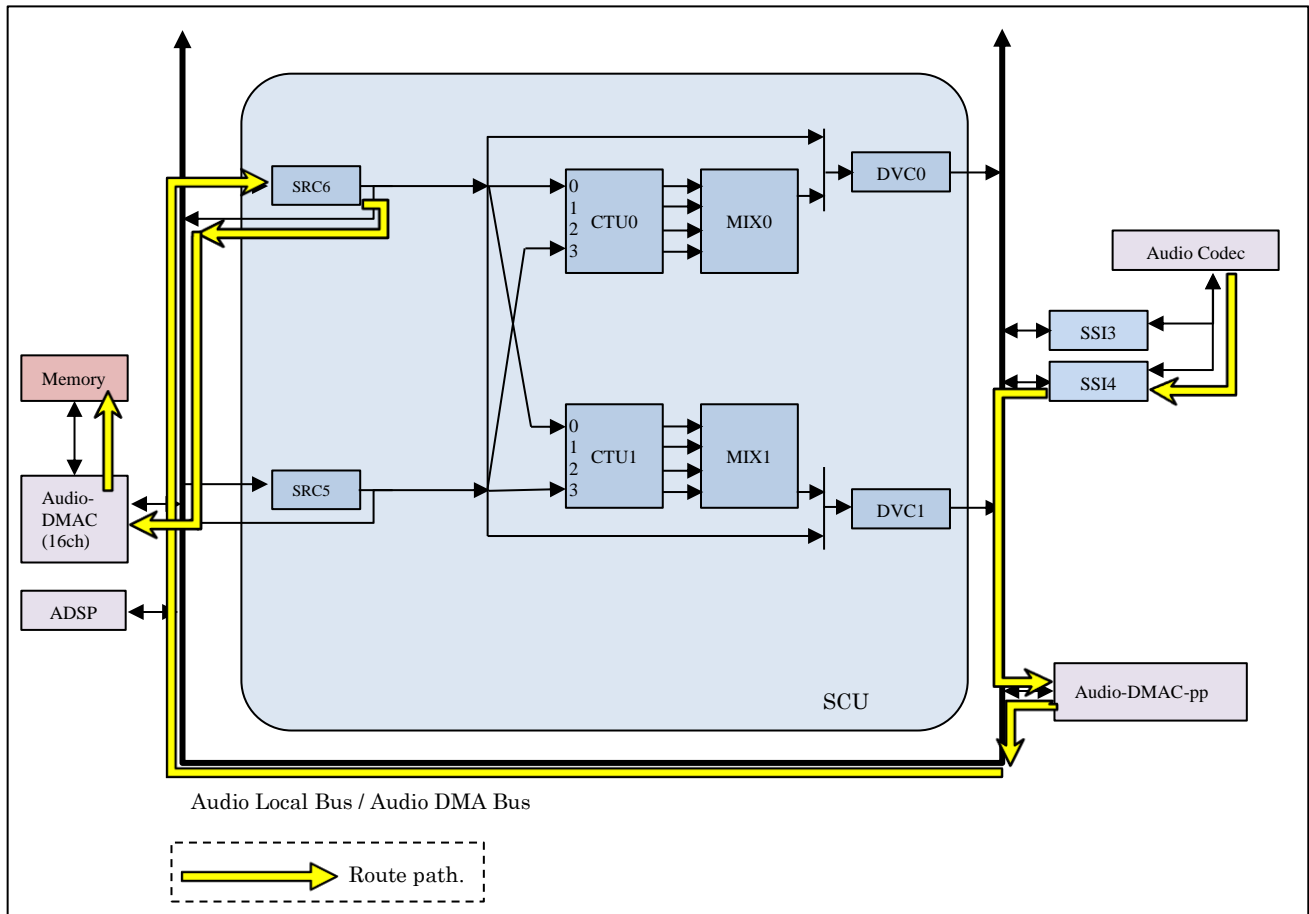 SRC6
0
1
2
3
CTU0
MIX0
DVC0
Audio Codec
SSI3
SSI4
Memory
Audio-
DMAC
(16ch)
ADSP
SRC5
0
1
2
3
CTU1
MIX1
DVC1
SCU
Audio-DMAC-pp
Audio Local Bus / Audio DMA Bus
Route path.